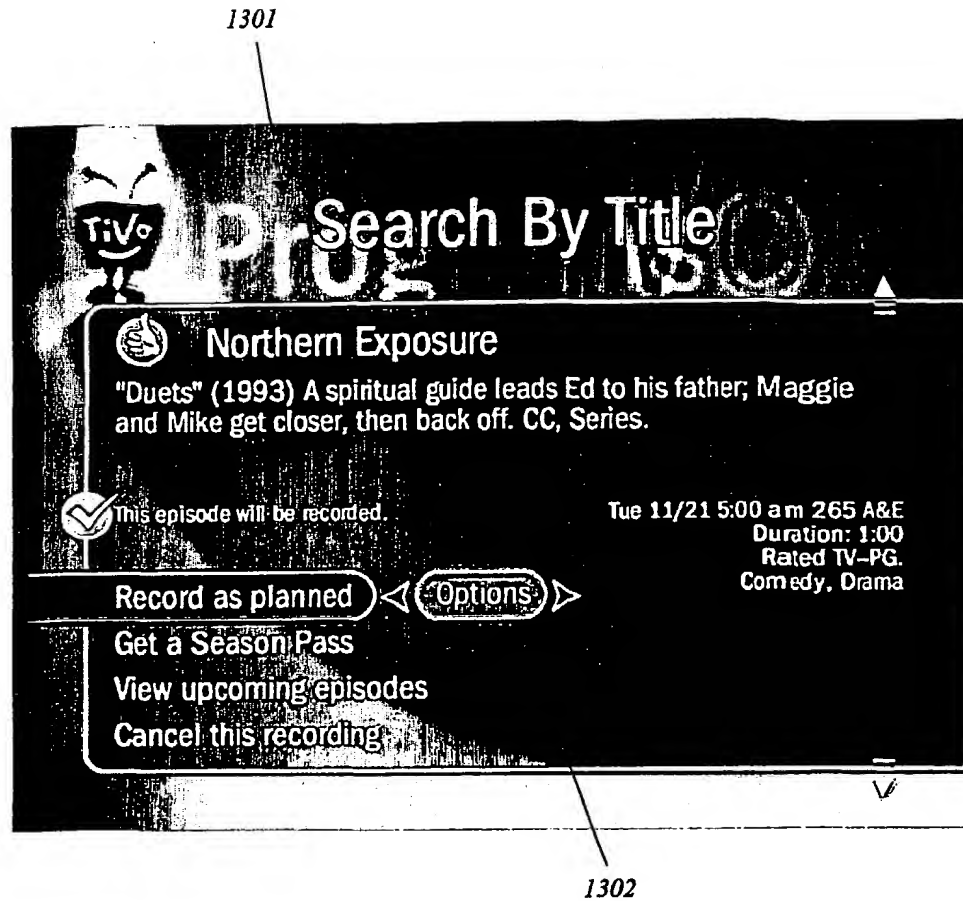 1301
TiVo
Search By Title
Northern Exposure
"Duets" (1993) A spiritual guide leads Ed to his father; Maggie
and Mike get closer, then back off. CC, Series.
This episode will be recorded.
Tue 11/21 5:00 am 265 A&E
Duration: 1:00
Rated TV-PG.
Comedy, Drama
Record as planned
Options
Get a Season Pass
View upcoming episodes
Cancel this recording
1302